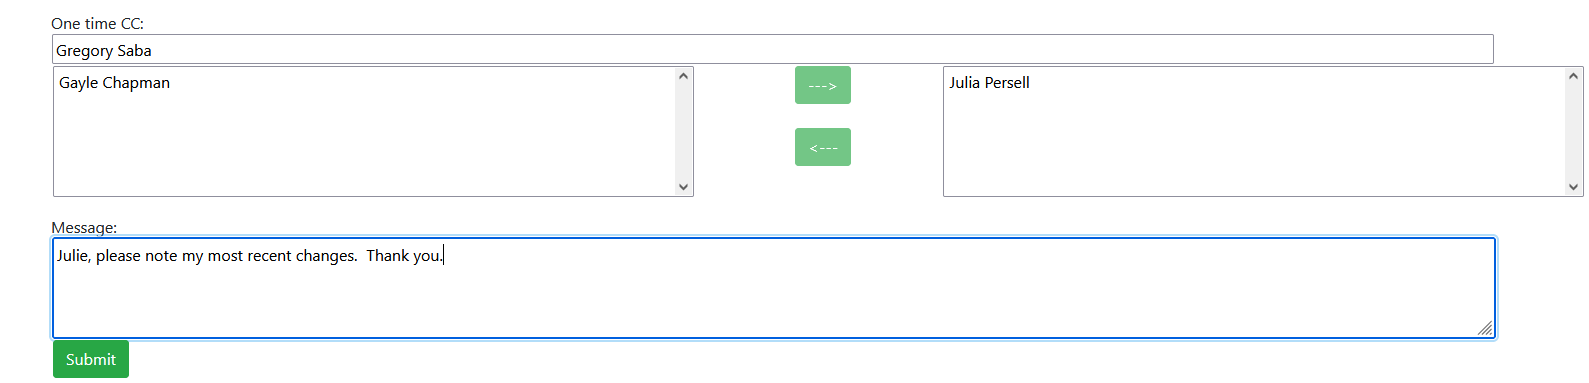 One time CC:
Gregory Saba
Gayle Chapman
--->
Julia Persell
<---
Message:
Julie, please note my most recent changes.  Thank you.
Submit